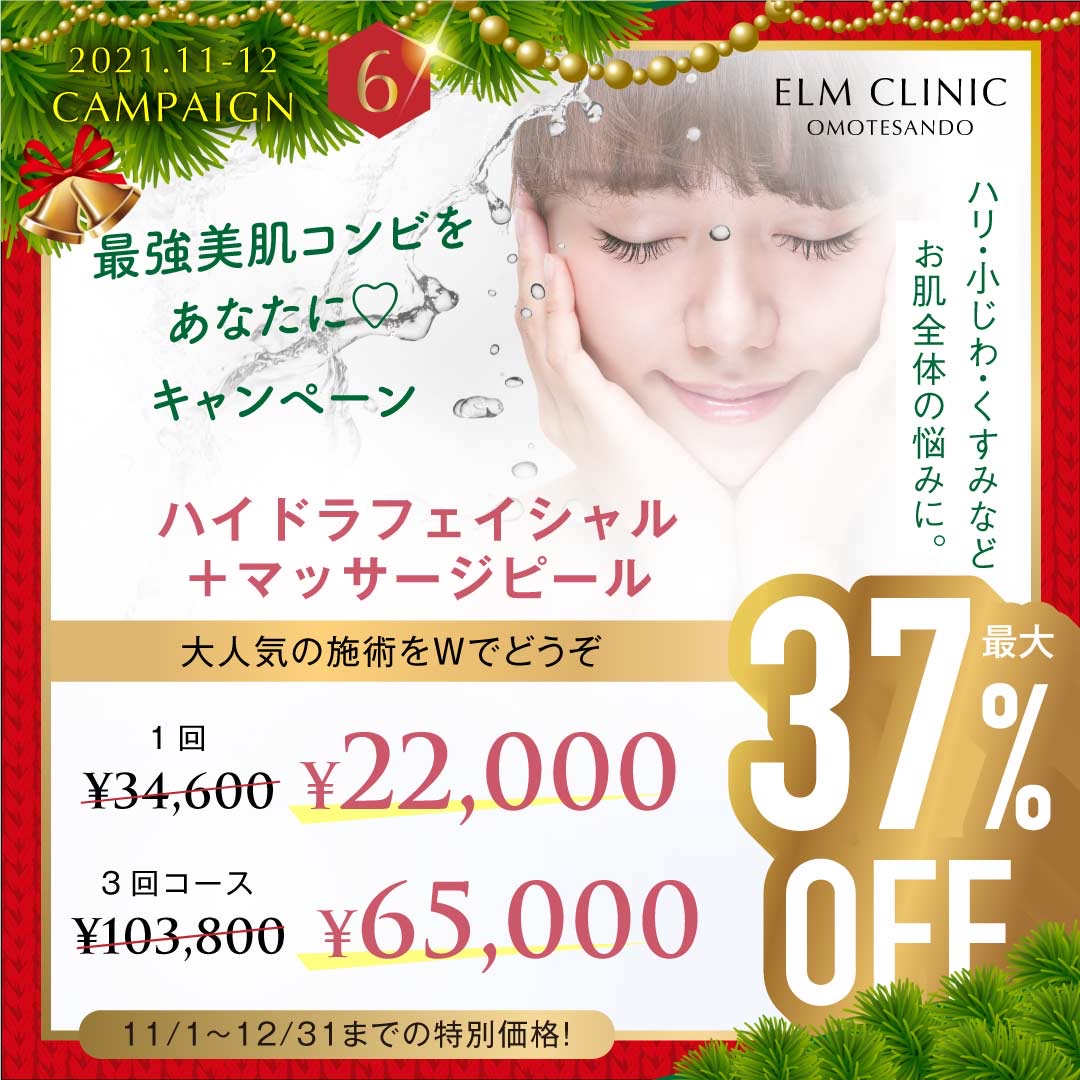 2021.11-12
CAMPAIGN
6
ELM CLINIC
OMOTESANDO
最強美肌コンビを
あなたに♡
キャンペーン
ハリ・小じわ・くすみなど
お肌全体の悩みに。
ハイドラフェイシャル
＋マッサージピール
大人気の施術をWでどうぞ
最大
37%
OFF
1回
¥34,600 ¥22,000
3回コース
¥103,800 ¥65,000
11/1〜12/31までの特別価格!